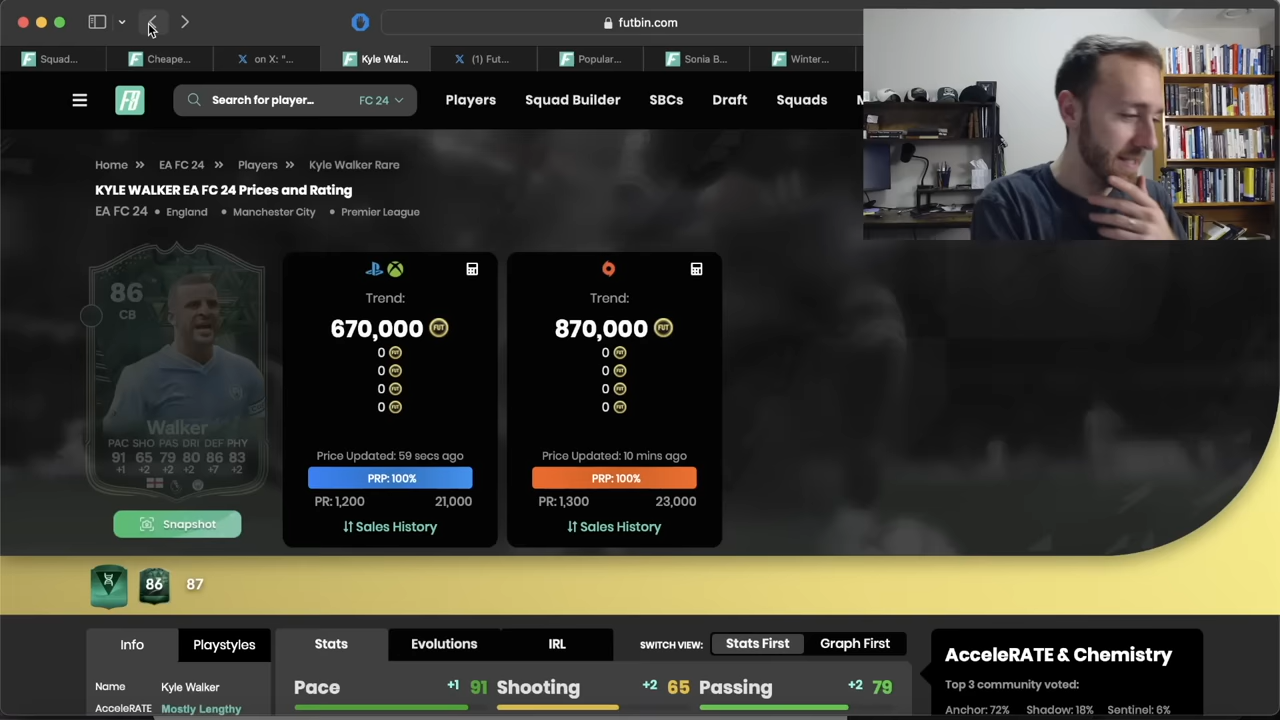 futbin.com
Squad...
Cheape...
on X: "...
Kyle Wal...
(1) Fut...
Popular...
Sonia B...
Winter...
Search for player...
FC 24
Players
Squad Builder
SBCs
Draft
Squads
Home » EA FC 24 » Players » Kyle Walker Rare
KYLE WALKER EA FC 24 Prices and Rating
EA FC 24 • England • Manchester City • Premier League
86
CB
Walker
PAC SHO PAS DRI DEF PHY
91 65 79 80 86 83
+1 +2 +2 +2 +7 +2
Snapshot
Trend:
670,000
0
0
0
0
Price Updated: 59 secs ago
PRP: 100%
PR: 1,200 21,000
Sales History
Trend:
870,000
0
0
0
0
Price Updated: 10 mins ago
PRP: 100%
PR: 1,300 23,000
Sales History
86
87
Info
Playstyles
Stats
Evolutions
IRL
SWITCH VIEW:
Stats First
Graph First
Name Kyle Walker
AcceleRATE Mostly Lengthy
Pace +1 91
Shooting +2 65
Passing +2 79
AcceleRATE & Chemistry
Top 3 community voted:
Anchor: 72% Shadow: 18% Sentinel: 6%